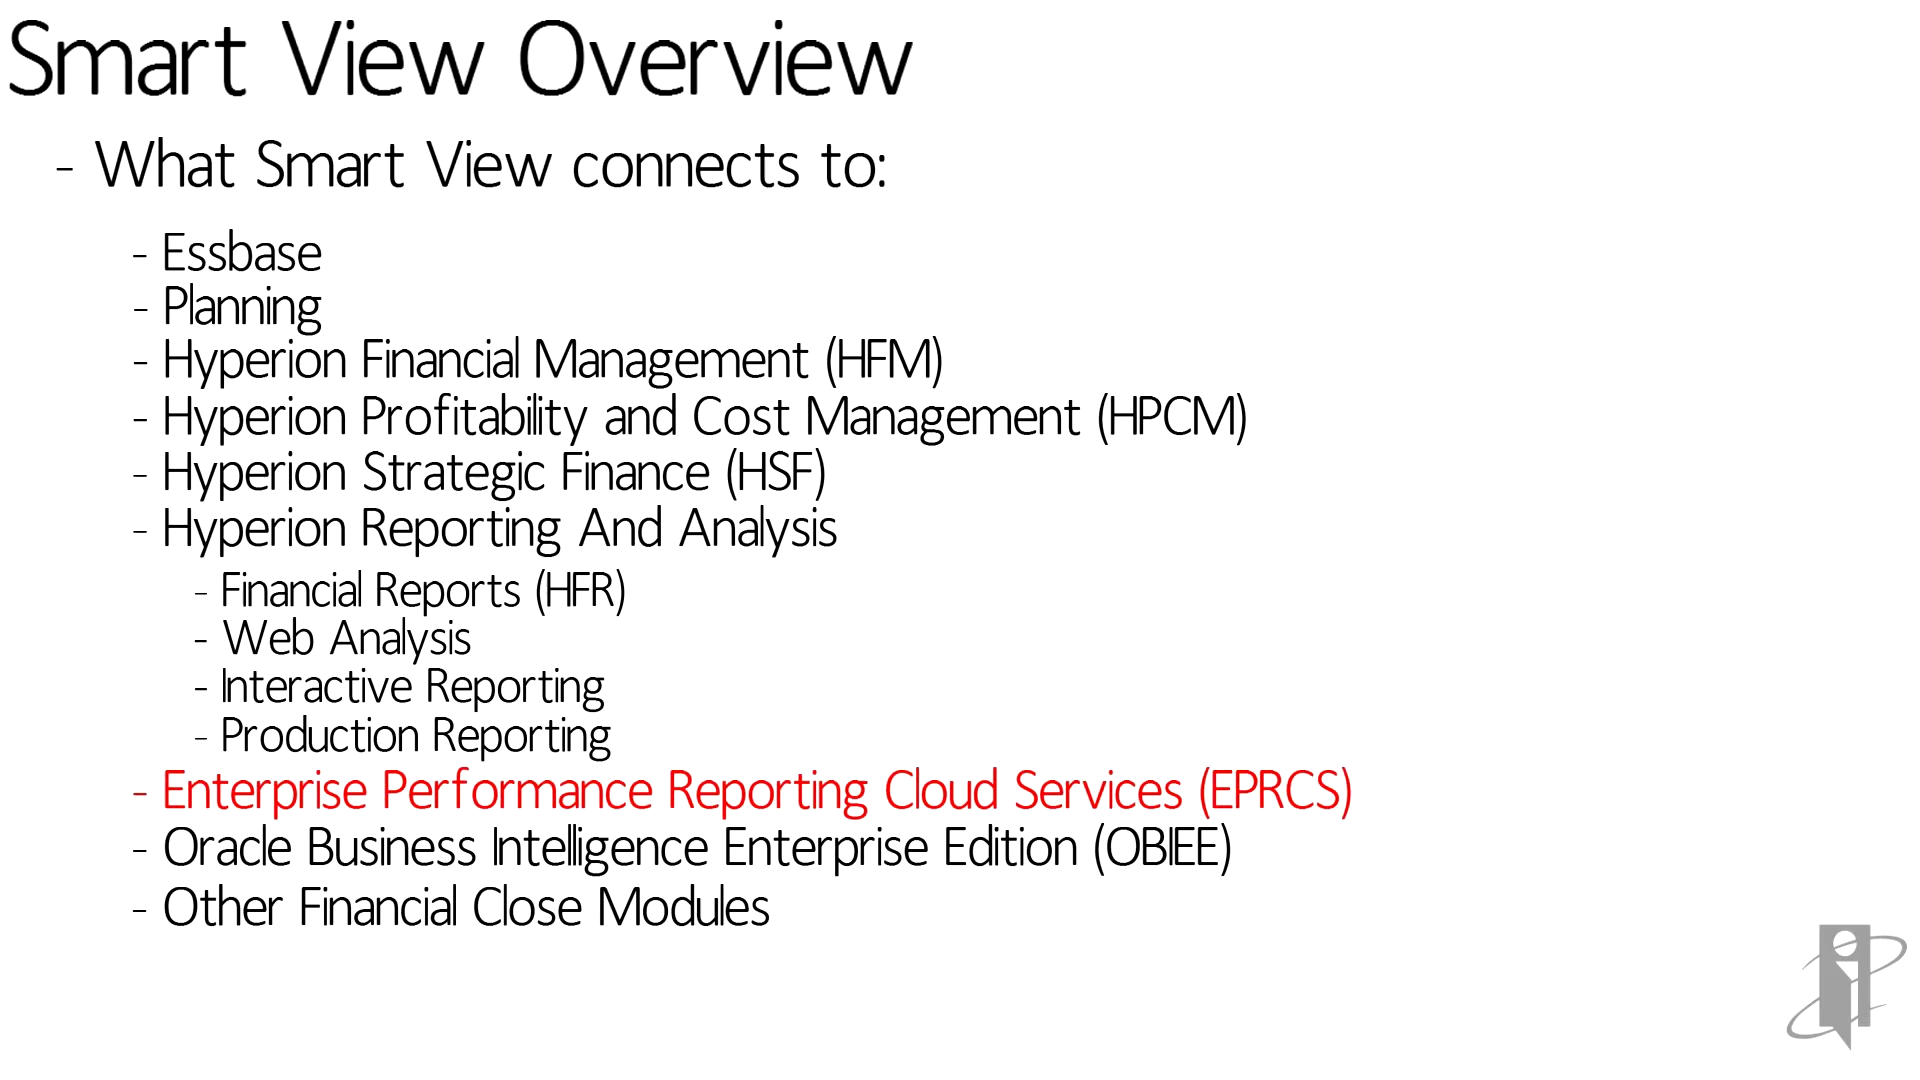 Smart View Overview
- What Smart View connects to:
- Essbase
- Planning
- Hyperion Financial Management (HFM)
- Hyperion Profitability and Cost Management (HPCM)
- Hyperion Strategic Finance (HSF)
- Hyperion Reporting And Analysis
- Financial Reports (HFR)
- Web Analysis
- Interactive Reporting
- Production Reporting
- Enterprise Performance Reporting Cloud Services (EPRCS)
- Oracle Business Intelligence Enterprise Edition (OBIEE)
- Other Financial Close Modules